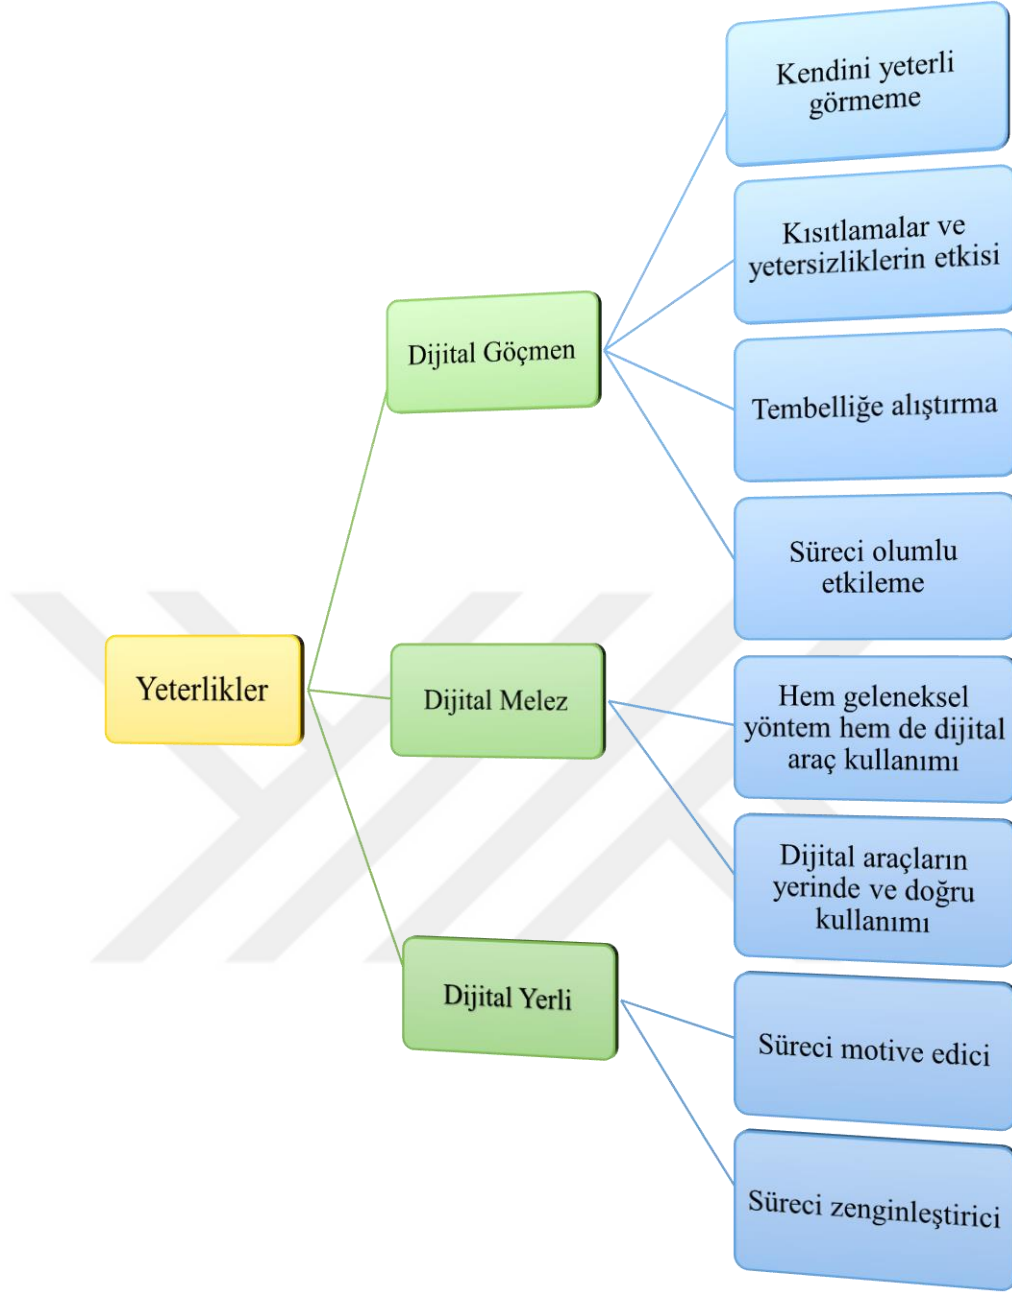 Kendini yeterli
görmeme
Kısıtlamalar ve
yetersizliklerin etkisi
Dijital Göçmen
Tembelliğe alıştırma
Süreci olumlu
etkileme
Yeterlikler
Dijital Melez
Hem geleneksel
yöntem hem de dijital
araç kullanımı
Dijital araçların
yerinde ve doğru
kullanımı
Dijital Yerli
Süreci motive edici
Süreci zenginleştirici